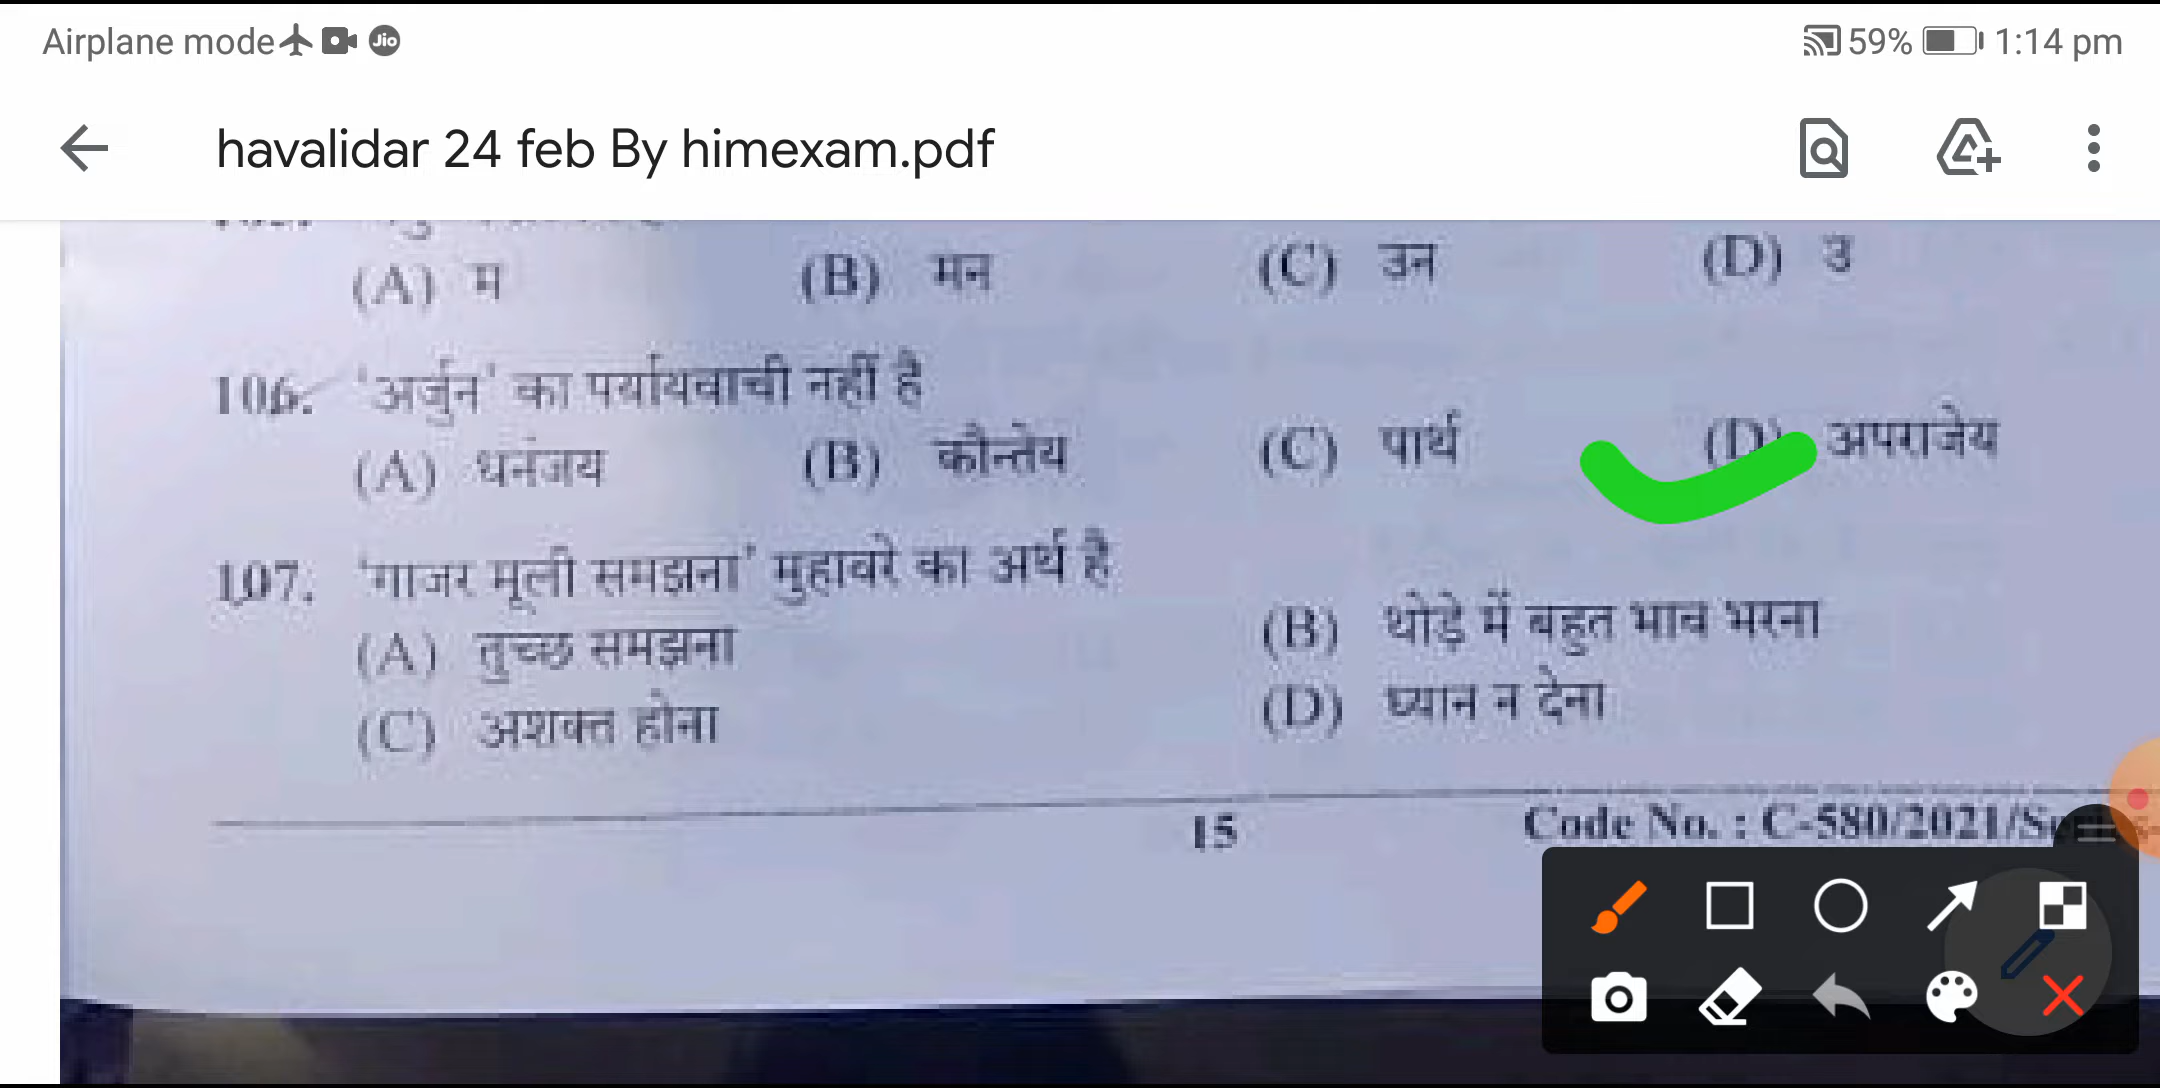 Airplane mode Jio 59% 1:14 pm
havalidar 24 feb By himexam.pdf
(A) म (B) मन (C) उन (D) उ
106. 'अर्जुन' का पर्यायवाची नहीं है
(A) धनंजय (B) कौन्तेय (C) पार्थ (D) अपराजेय
107. 'गाजर मूली समझना' मुहावरे का अर्थ है
(A) तुच्छ समझना (B) थोड़े में बहुत भाव भरना
(C) अशक्त होना (D) ध्यान न देना
15 Code No. : C-580/2021/